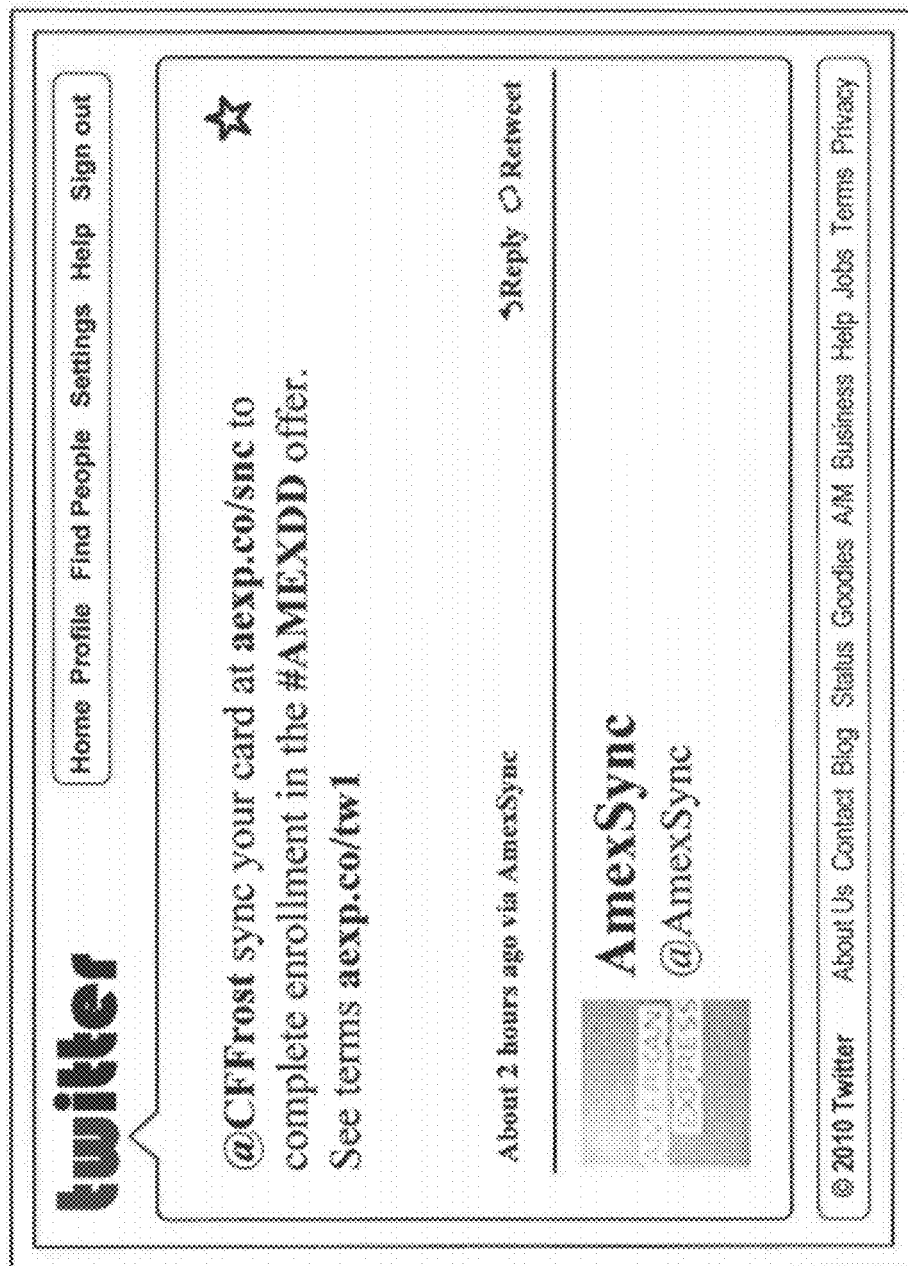 twitter
Home Profile Find People Settings Help Sign out
@CFFrost sync your card at aexp.co/snc to
complete enrollment in the #AMEXDD offer.
See terms aexp.co/tw1
About 2 hours ago via AmexSync
Reply Retweet
AMERICAN
EXPRESS
AmexSync
@AmexSync
© 2010 Twitter About Us Contact Blog Status Goodies A/M Business Help Jobs Terms Privacy